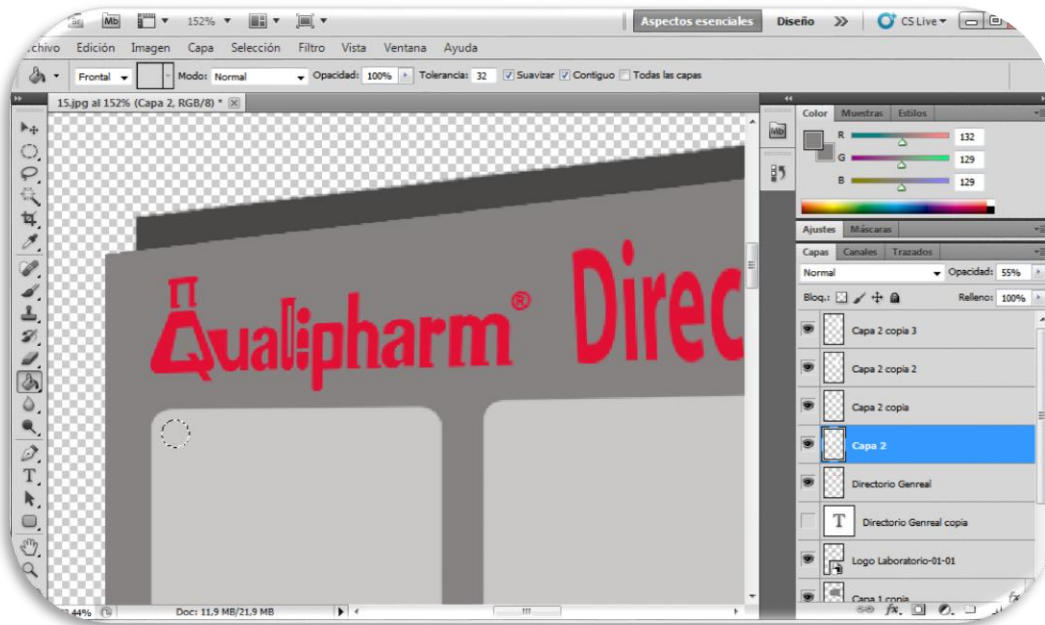 Mb 152% Aspectos esenciales Diseño CS Live
Edición Imagen Capa Selección Filtro Vista Ventana Ayuda
Frontal Modo: Normal Opacidad: 100% Tolerancia: 32 Suavizar Contiguo Todas las capas
15.jpg al 152% (Capa 2, RGB/8) *
Qualipharm®
Direc
Mb
Color Muestras Estilos
R 132
G 129
B 129
Ajustes Máscaras
Capas Canales Trazados
Normal Opacidad: 55%
Bloq.: Relleno: 100%
Capa 2 copia 3
Capa 2 copia 2
Capa 2 copia
Capa 2
Directorio Genreal
T Directorio Genreal copia
Logo Laboratorio-01-01
Capa 1 copia fx
Doc: 11,9 MB/21,9 MB
fx